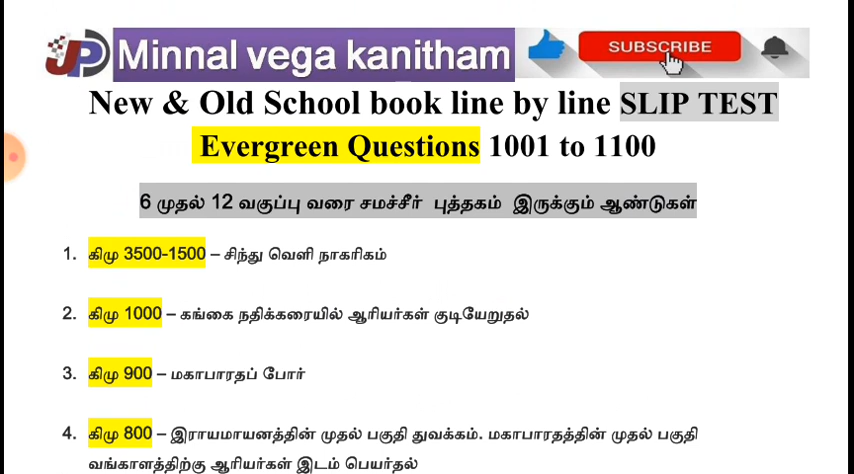 JP Minnal vega kanitham SUBSCRIBE
New & Old School book line by line SLIP TEST
Evergreen Questions 1001 to 1100
6 முதல் 12 வகுப்பு வரை சமச்சீர் புத்தகம் இருக்கும் ஆண்டுகள்
1. கிமு 3500-1500 – சிந்து வெளி நாகரிகம்
2. கிமு 1000 – கங்கை நதிக்கரையில் ஆரியர்கள் குடியேறுதல்
3. கிமு 900 – மகாபாரதப் போர்
4. கிமு 800 – இராயமாயனத்தின் முதல் பகுதி துவக்கம். மகாபாரதத்தின் முதல் பகுதி
வங்காளத்திற்கு ஆரியர்கள் இடம் பெயர்தல்